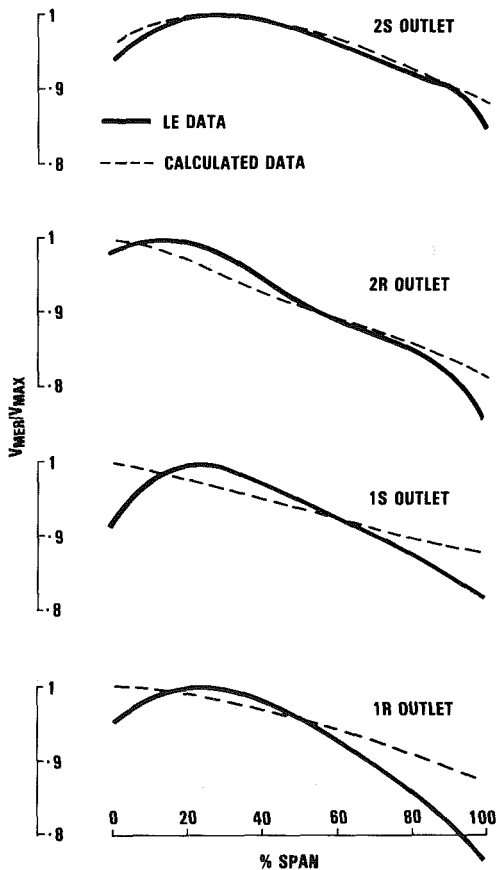 1
2S OUTLET
.9
LE DATA
CALCULATED DATA
.8
1
2R OUTLET
.9
.8
VMER/VMAX
1
1S OUTLET
.9
.8
1
1R OUTLET
.9
.8
0 20 40 60 80 100
% SPAN